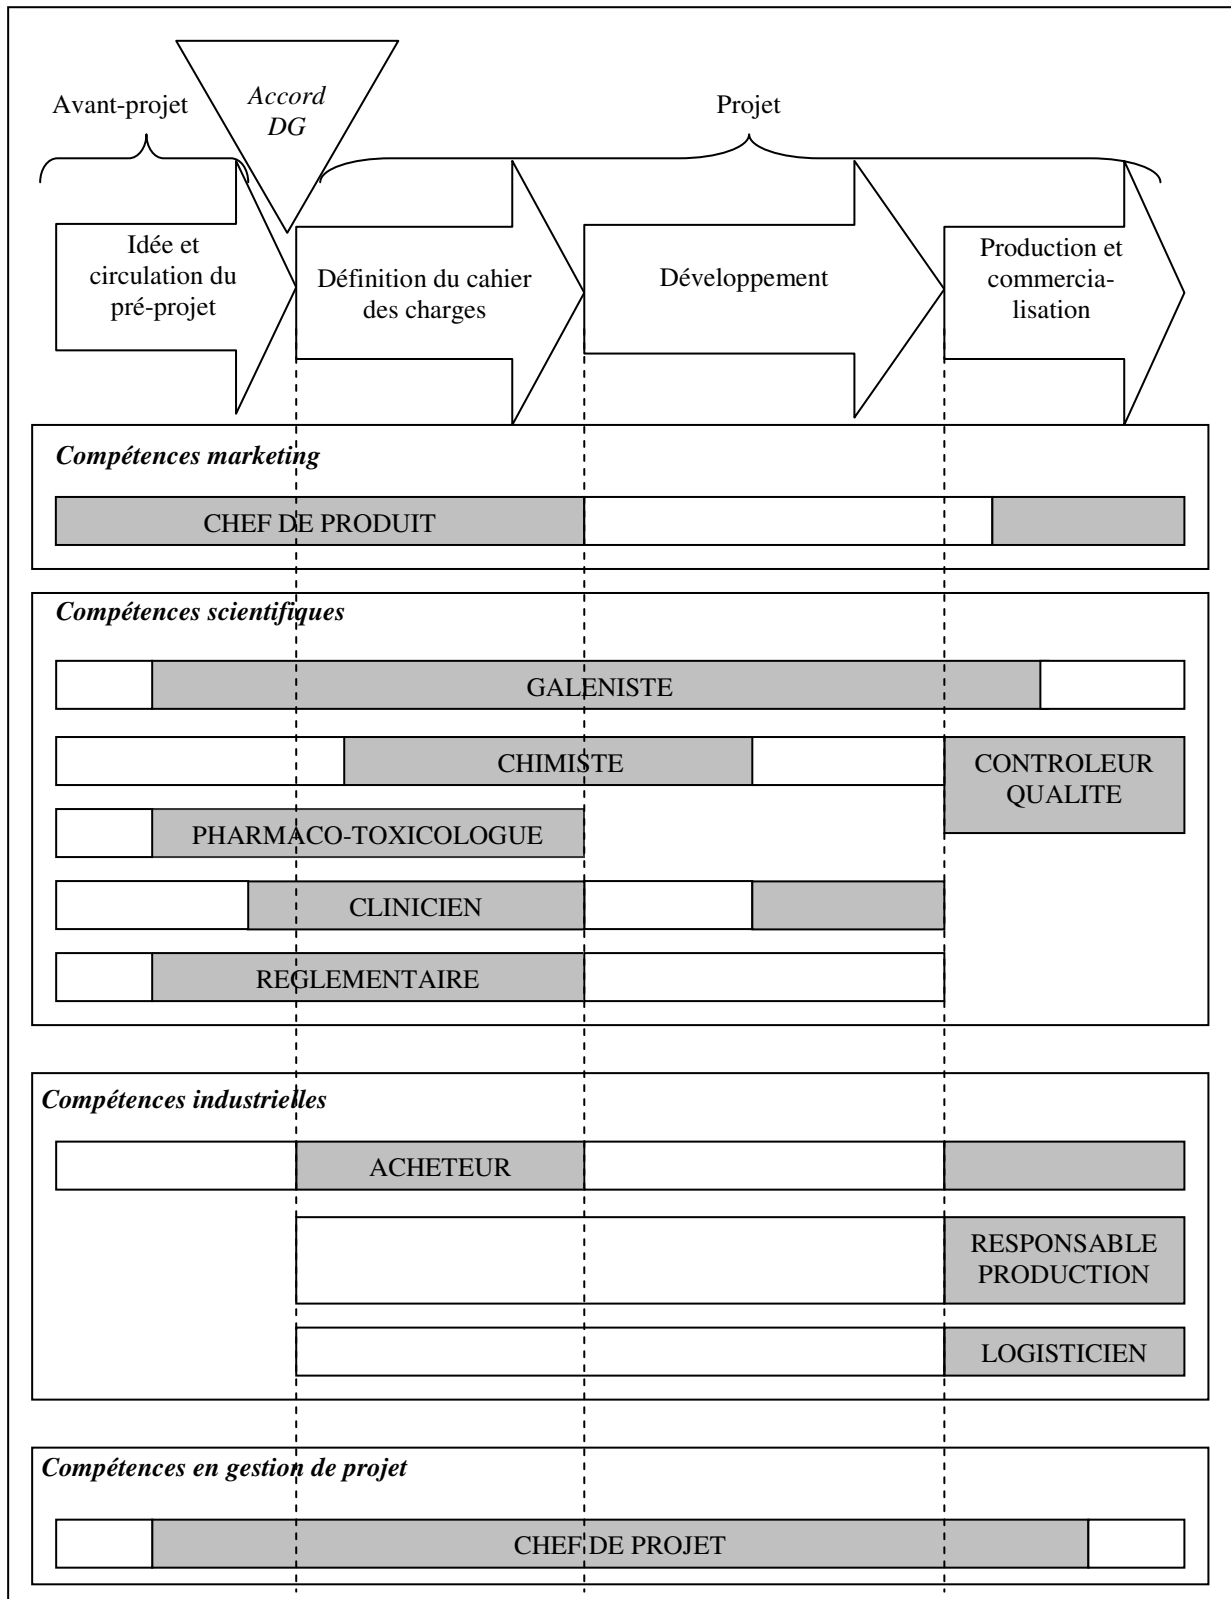 Avant-projet
Accord
DG
Projet
Idée et
circulation du
pré-projet
Définition du cahier
des charges
Développement
Production et
commercia-
lisation
Compétences marketing
CHEF DE PRODUIT
Compétences scientifiques
GALENISTE
CHIMISTE
CONTROLEUR
QUALITE
PHARMACO-TOXICOLOGUE
CLINICIEN
REGLEMENTAIRE
Compétences industrielles
ACHETEUR
RESPONSABLE
PRODUCTION
LOGISTICIEN
Compétences en gestion de projet
CHEF DE PROJET